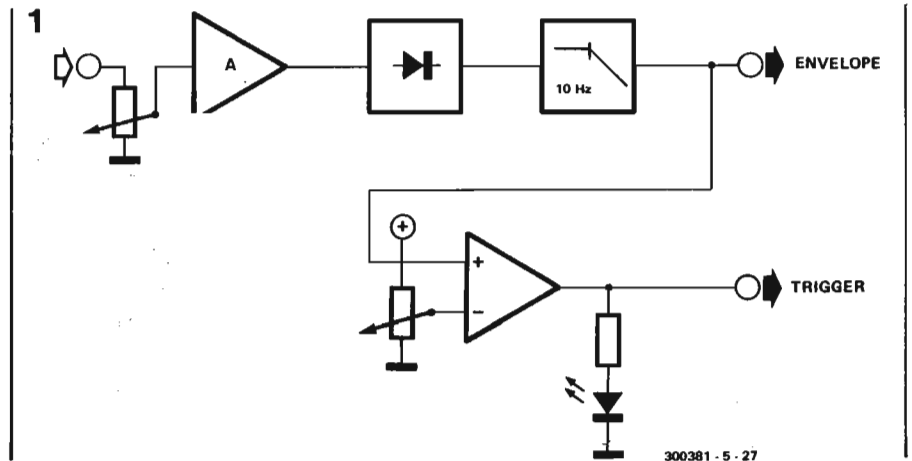 1
A
10 Hz
ENVELOPE
+
+
−
TRIGGER
300381 - 5 - 27